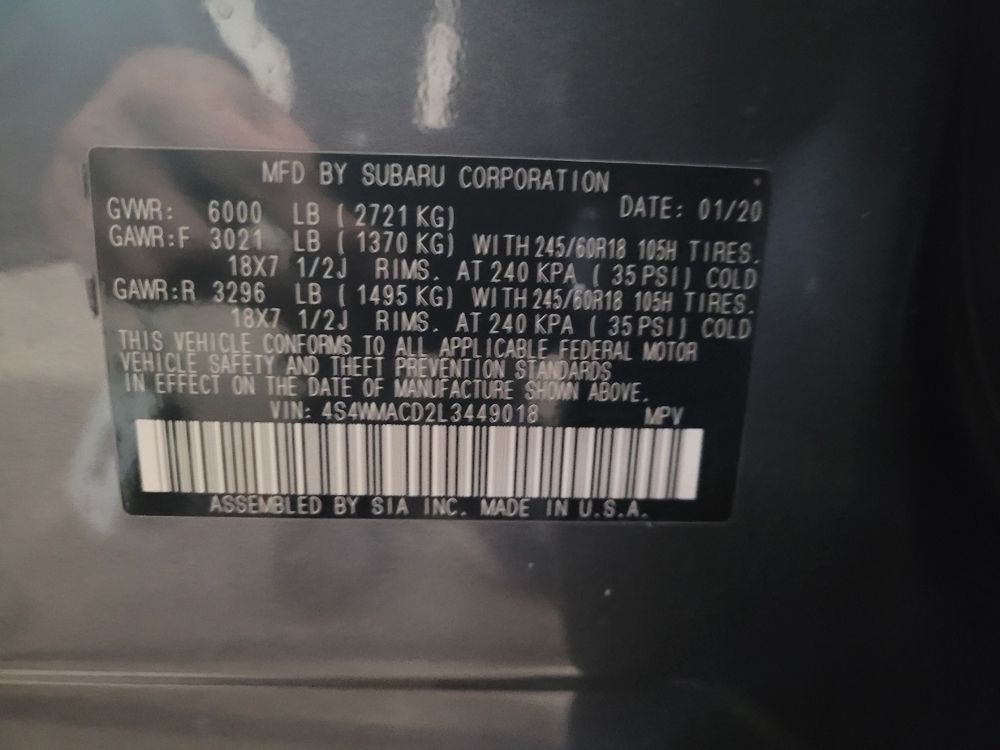 MFD BY SUBARU CORPORATION
GVWR: 6000 LB ( 2721 KG) DATE: 01/20
GAWR:F 3021 LB ( 1370 KG) WITH 245/60R18 105H TIRES.
18X7 1/2J RIMS. AT 240 KPA ( 35 PSI) COLD
GAWR:R 3296 LB ( 1495 KG) WITH 245/60R18 105H TIRES.
18X7 1/2J RIMS. AT 240 KPA ( 35 PSI) COLD
THIS VEHICLE CONFORMS TO ALL APPLICABLE FEDERAL MOTOR
VEHICLE SAFETY AND THEFT PREVENTION STANDARDS
IN EFFECT ON THE DATE OF MANUFACTURE SHOWN ABOVE.
VIN: 4S4WMACD2L3449018 MPV
ASSEMBLED BY SIA INC. MADE IN U.S.A.